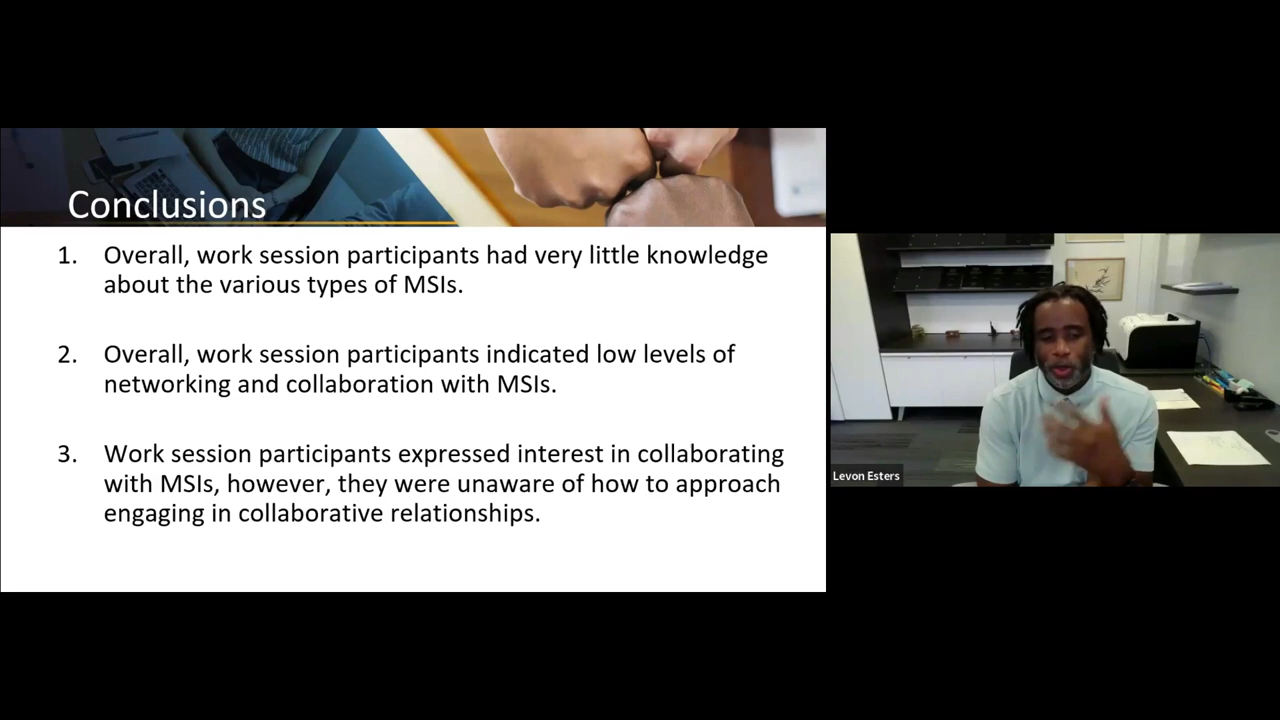 Conclusions
1. Overall, work session participants had very little knowledge
about the various types of MSIs.
2. Overall, work session participants indicated low levels of
networking and collaboration with MSIs.
3. Work session participants expressed interest in collaborating
with MSIs, however, they were unaware of how to approach
engaging in collaborative relationships.
Levon Esters